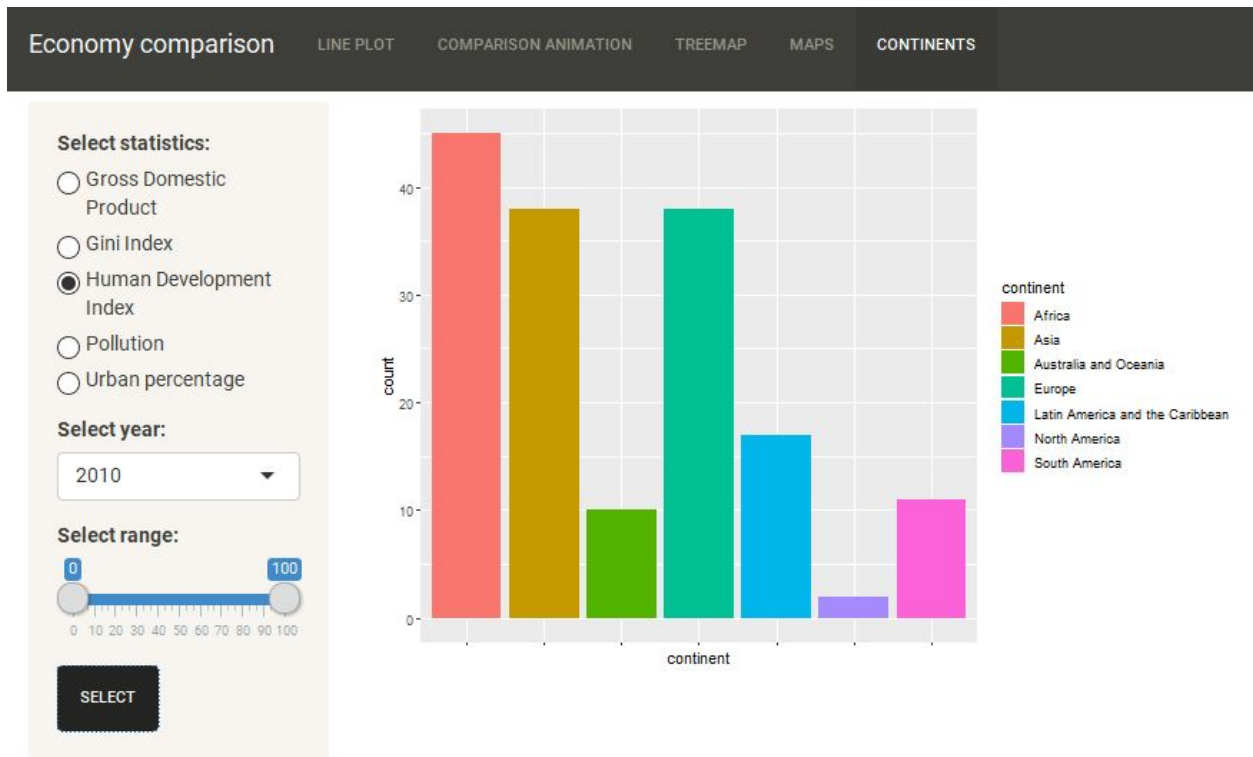 Economy comparison LINE PLOT COMPARISON ANIMATION TREEMAP MAPS CONTINENTS
Select statistics:
Gross Domestic
Product
Gini Index
Human Development
Index
Pollution
Urban percentage
Select year:
2010
Select range:
0 100
0 10 20 30 40 50 60 70 80 90 100
SELECT
count
40
30
20
10
0
continent
continent
Africa
Asia
Australia and Oceania
Europe
Latin America and the Caribbean
North America
South America